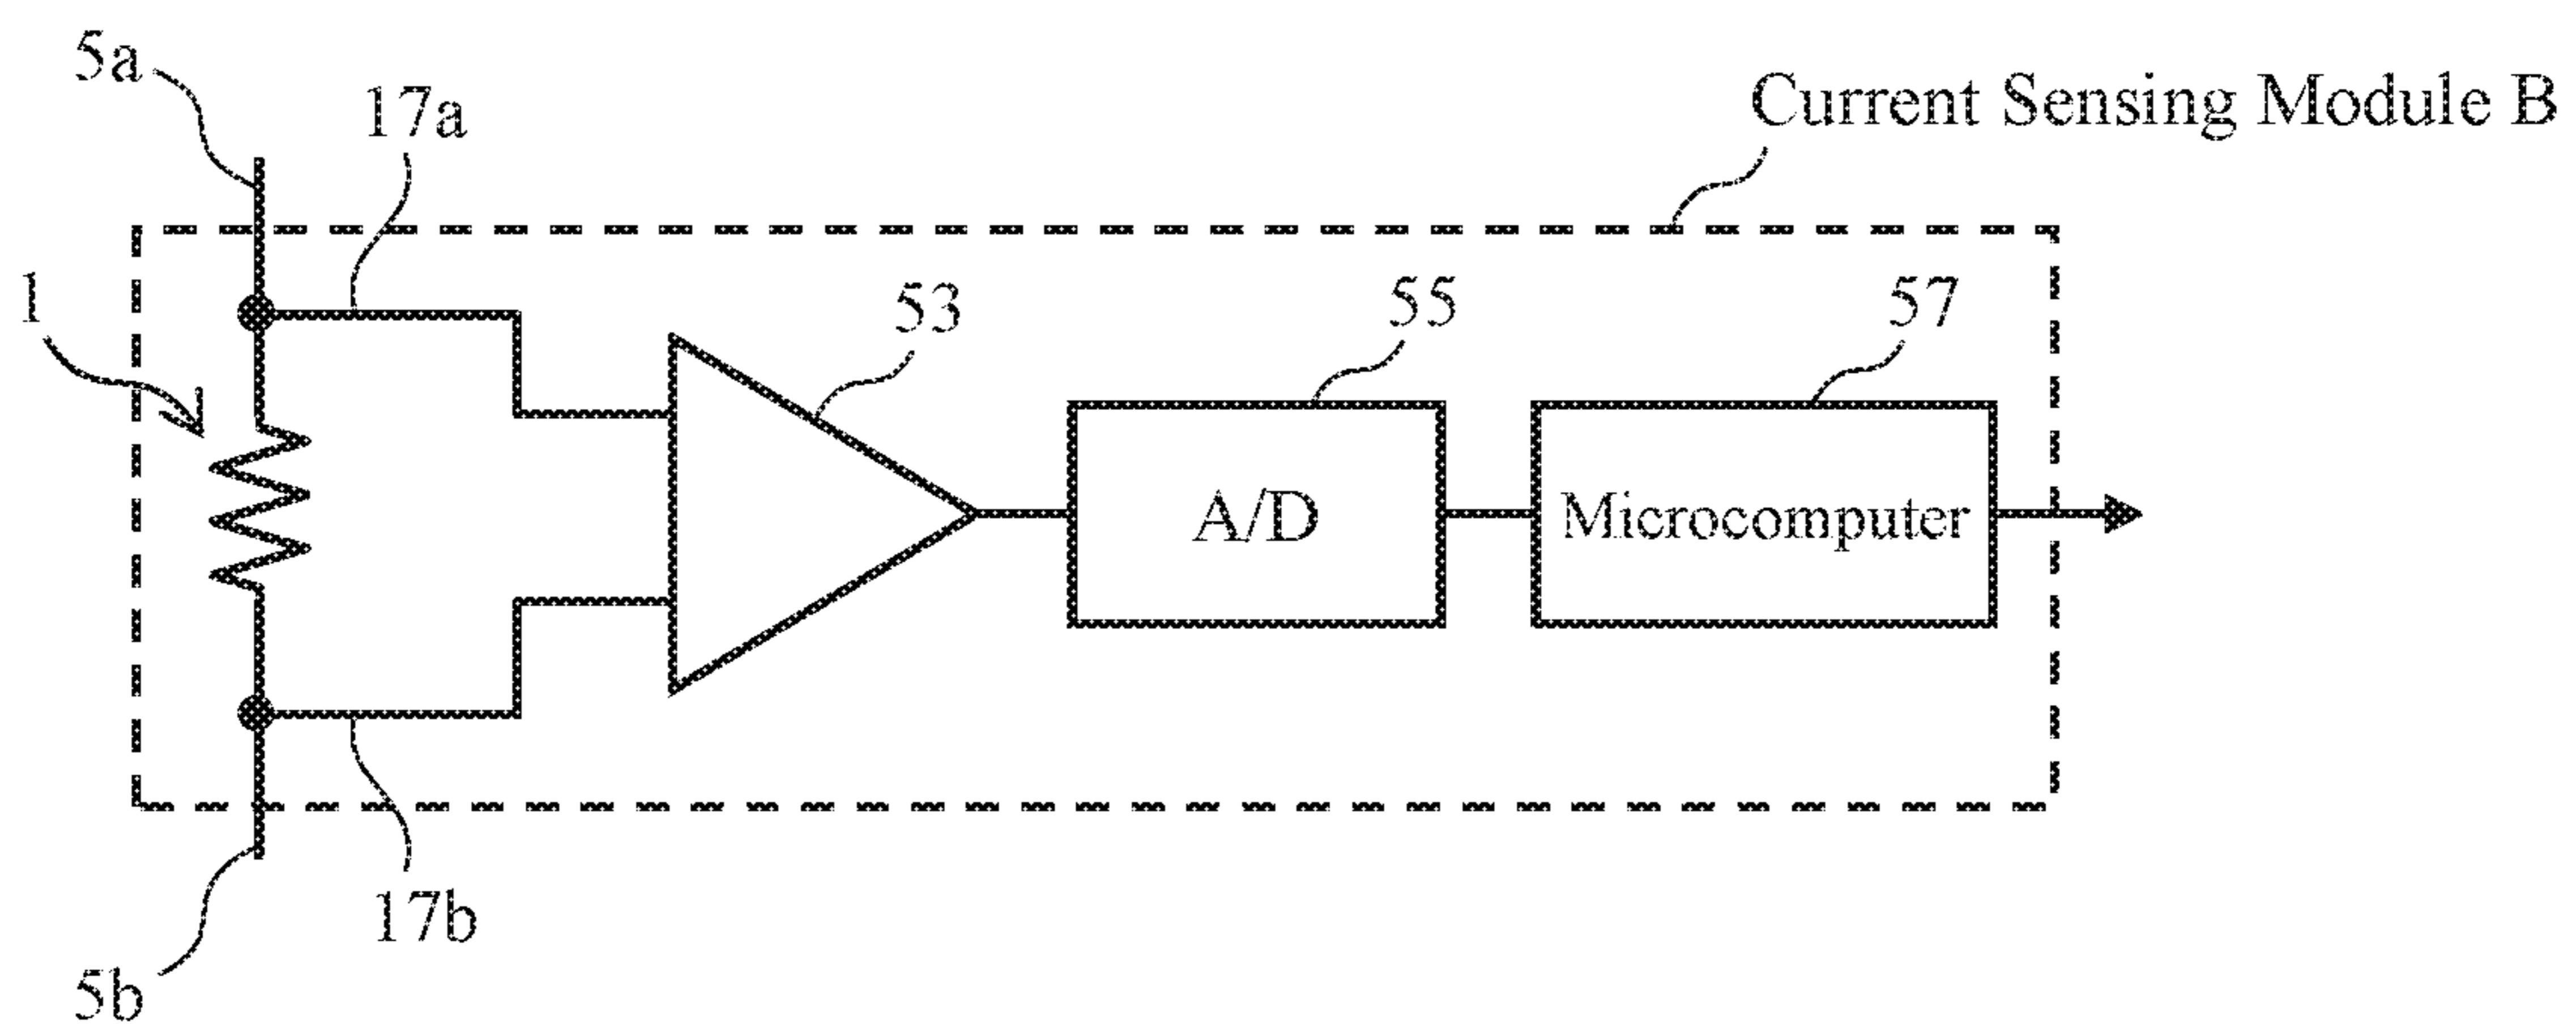 5a
17a
Current Sensing Module B
1
53
55
57
A/D
Microcomputer
17b
5b